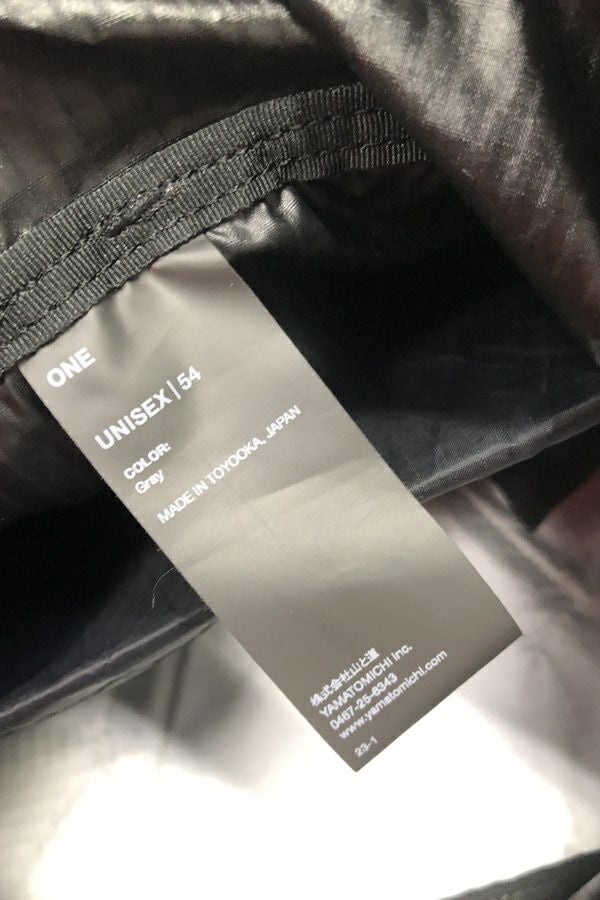 ONE
UNISEX | 54
COLOR:
Gray
MADE IN TOYOOKA, JAPAN
株式会社山と道
YAMATOMICHI Inc.
0467-25-6343
www.yamatomichi.com
23-1